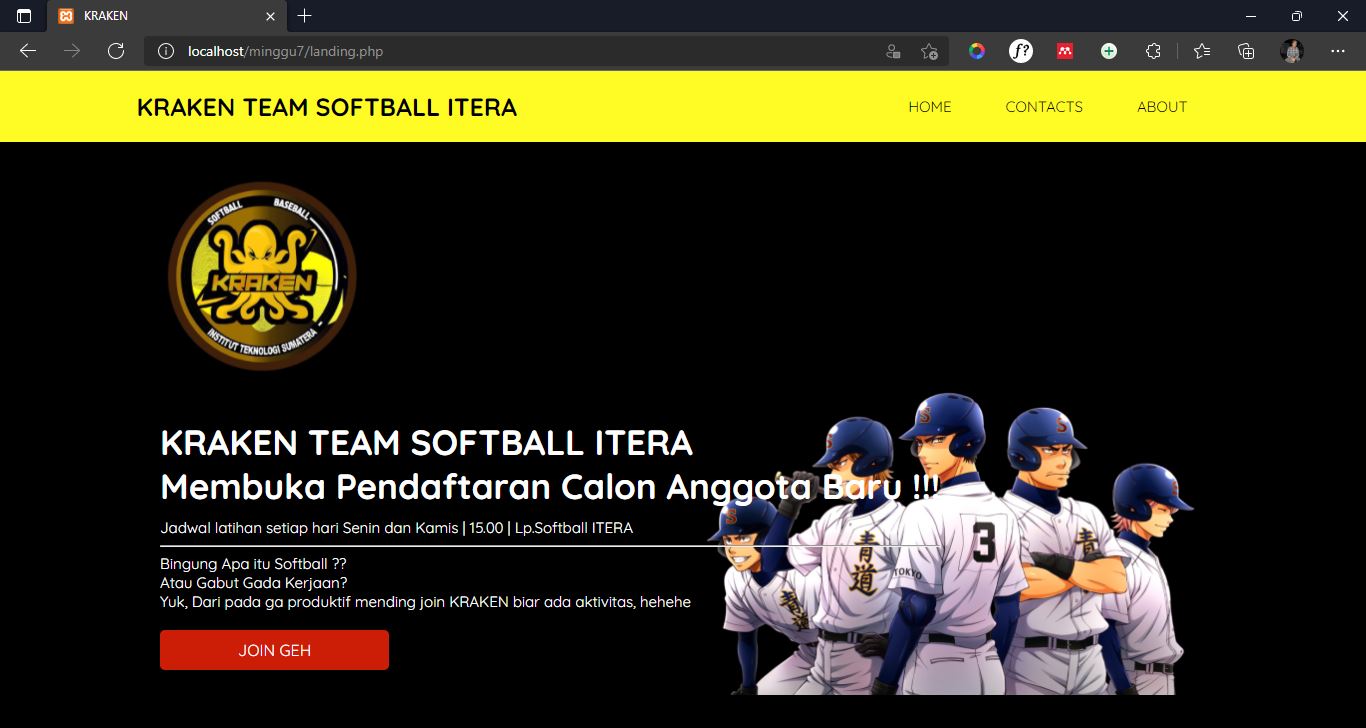 KRAKEN
localhost/minggu7/landing.php
f?
KRAKEN TEAM SOFTBALL ITERA
HOME
CONTACTS
ABOUT
SOFTBALL BASEBALL
KRAKEN
INSTITUT TEKNOLOGI SUMATERA
KRAKEN TEAM SOFTBALL ITERA
Membuka Pendaftaran Calon Anggota Baru !!!
Jadwal latihan setiap hari Senin dan Kamis | 15.00 | Lp.Softball ITERA
Bingung Apa itu Softball ??
Atau Gabut Gada Kerjaan?
Yuk, Dari pada ga produktif mending join KRAKEN biar ada aktivitas, hehehe
JOIN GEH
S
S
S
S
青道
TOKYO
3
青道
青道